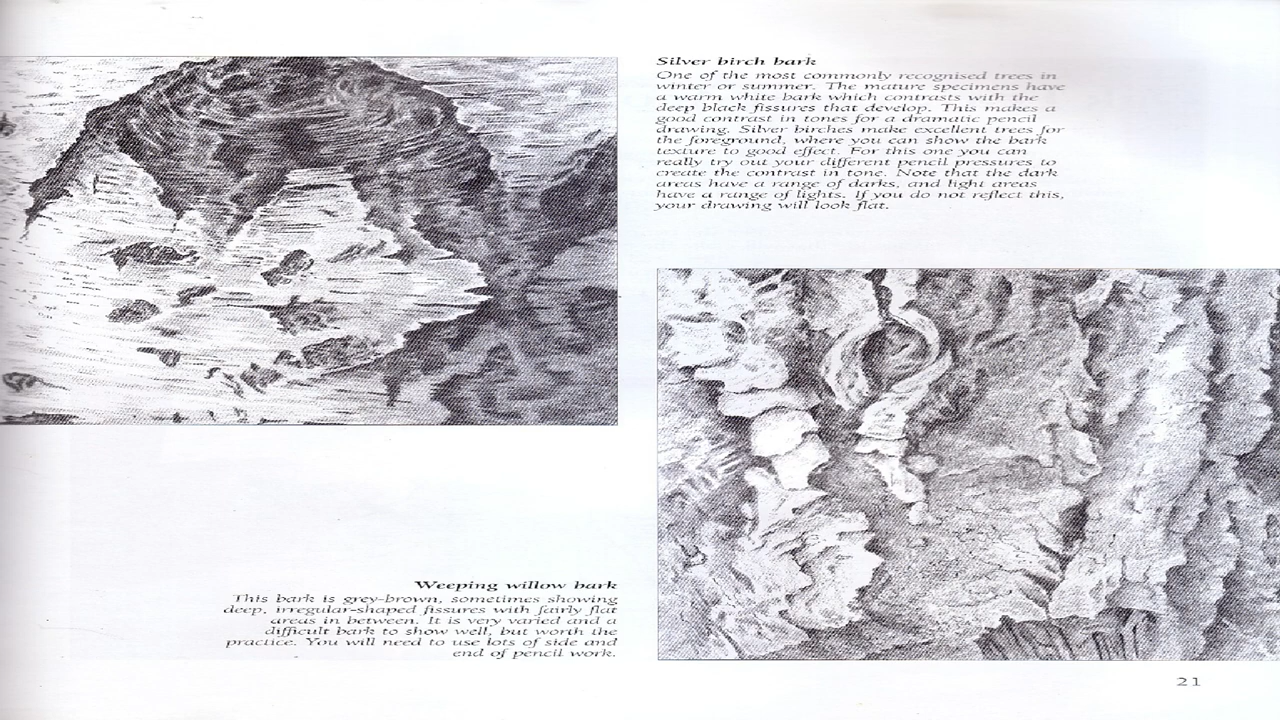 Silver birch bark
One of the most commonly recognised trees in
winter or summer. The mature specimens have
a warm white bark which contrasts with the
deep black fissures that develop. This makes a
good contrast in tones for a dramatic pencil
drawing. Silver birches make excellent trees for
the foreground, where you can show the bark
texture to good effect. For this one you can
really try out your different pencil pressures to
create the contrast in tone. Note that the dark
areas have a range of darks, and light areas
have a range of lights. If you do not reflect this,
your drawing will look flat.
Weeping willow bark
This bark is grey-brown, sometimes showing
deep, irregular-shaped fissures with fairly flat
areas in between. It is very varied and a
difficult bark to show well, but worth the
practice. You will need to use lots of side and
end of pencil work.
21